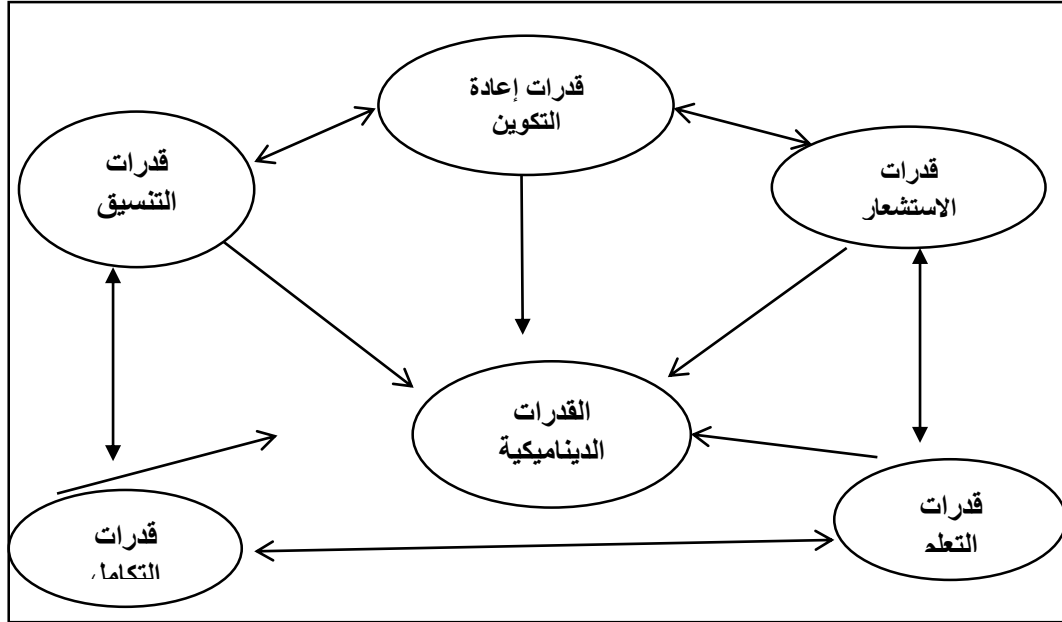 قدرات إعادة
التكوين
قدرات
الاستشعار
قدرات
التنسيق
القدرات
الديناميكية
قدرات
التعلم
قدرات
التكامل